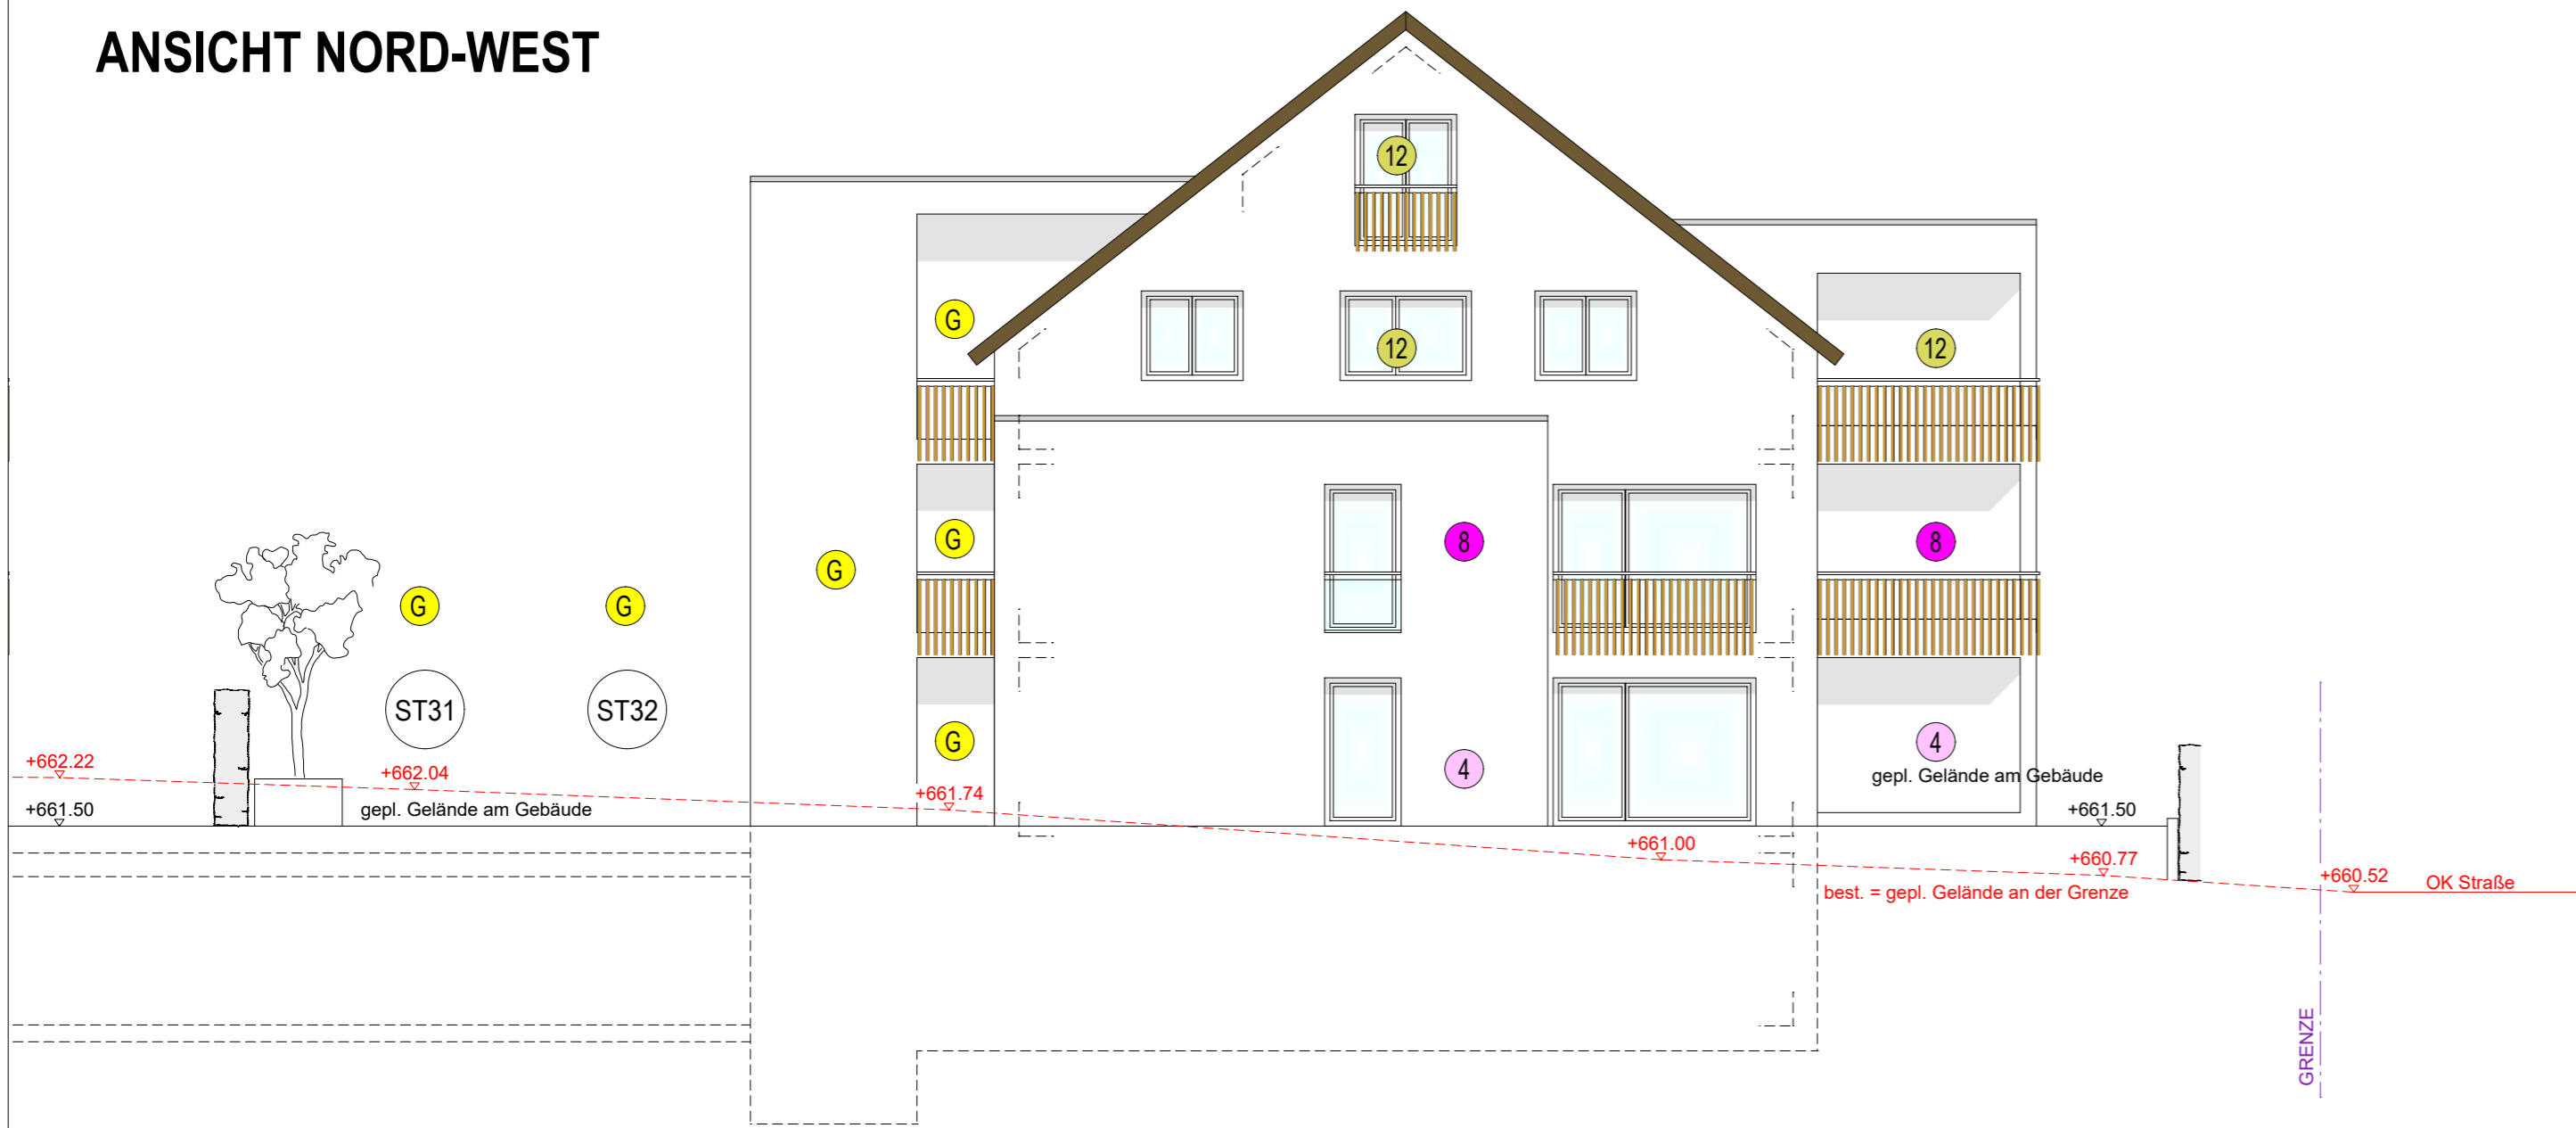 ANSICHT NORD-WEST
12
G
12
12
G
8
8
G
G
G
ST31
ST32
G
4
4
+662.22
+662.04
+661.74
gepl. Gelände am Gebäude
+661.50
gepl. Gelände am Gebäude
+661.50
+661.00
+660.77
+660.52
OK Straße
best. = gepl. Gelände an der Grenze
GRENZE